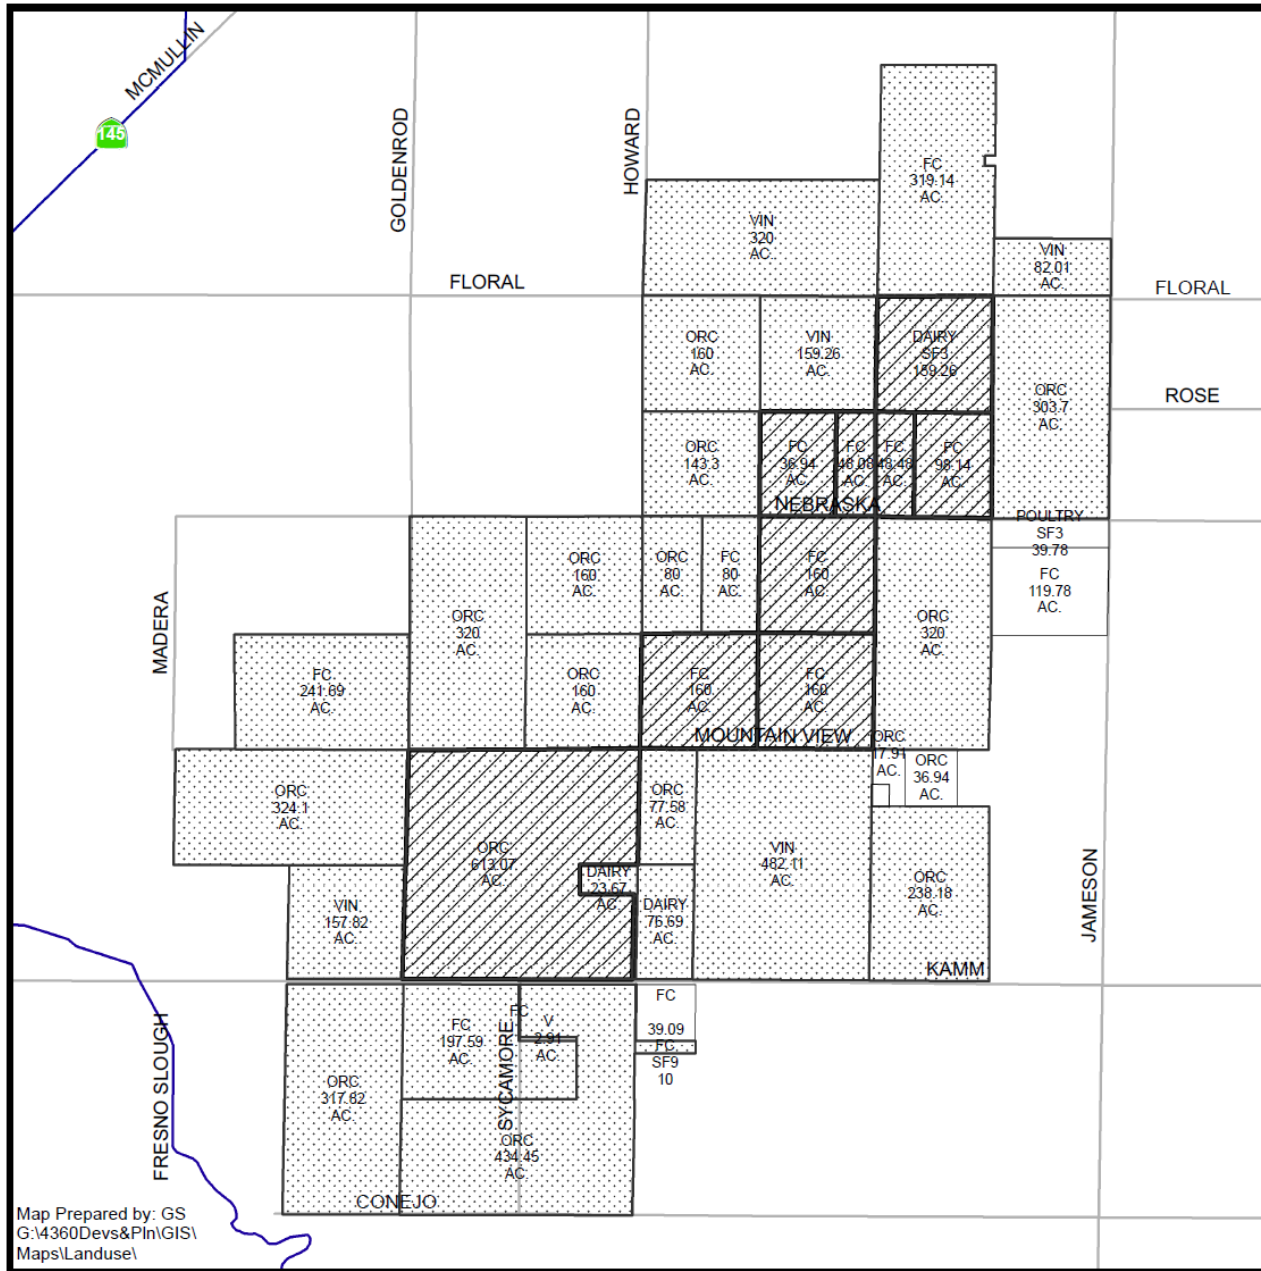 MCMULLIN
145
GOLDENROD
HOWARD
FC
319.14
AC.
VIN
320
AC.
VIN
82.01
AC.
FLORAL
FLORAL
ORC
160
AC.
VIN
159.26
AC.
DAIRY
SF3
159.26
ORC
303.7
AC.
ROSE
ORC
143.3
AC.
FC
36.94
AC.
FC
48.08
AC.
FC
48.48
AC.
FC
98.14
AC.
NEBRASKA
POULTRY
SF3
39.78
FC
119.78
AC.
ORC
160
AC.
ORC
80
AC.
FC
80
AC.
FC
160
AC.
MADERA
ORC
320
AC.
ORC
320
AC.
FC
241.69
AC.
ORC
160
AC.
FC
160
AC.
FC
160
AC.
MOUNTAIN VIEW
ORC
17.91
AC.
ORC
36.94
AC.
ORC
324.1
AC.
ORC
77.58
AC.
ORC
613.07
AC.
VIN
482.11
AC.
DAIRY
23.67
AC
ORC
238.18
AC.
VIN
157.82
AC.
DAIRY
76.69
AC.
JAMESON
KAMM
FC
39.09
FC
SF9
10
FC
197.59
AC.
FC
V
2.91
AC.
SYCAMORE
FRESNO SLOUGH
ORC
317.82
AC.
ORC
434.45
AC.
CONEJO
Map Prepared by: GS
G:\4360Devs&Pln\GIS\
Maps\Landuse\